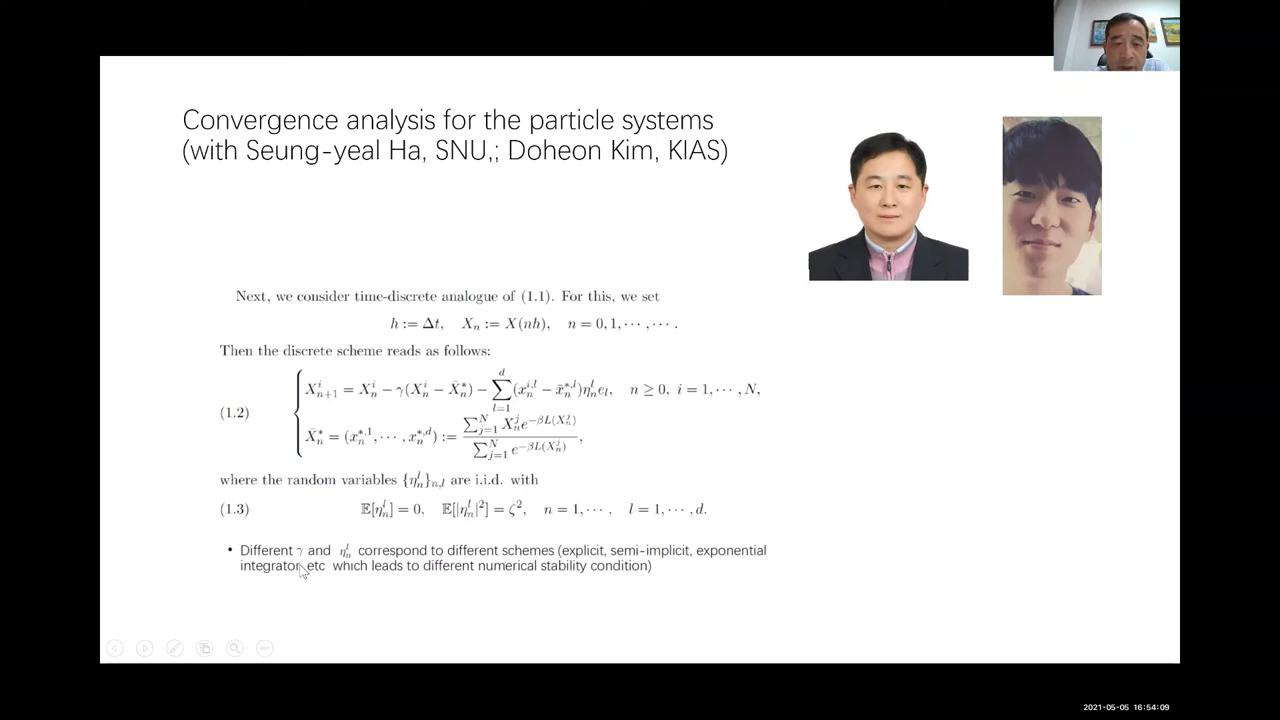 Convergence analysis for the particle systems
(with Seung-yeal Ha, SNU,; Doheon Kim, KIAS)
Next, we consider time-discrete analogue of (1.1). For this, we set
h := Δt, X_n := X(nh), n = 0, 1, ⋯ , ⋯ .
Then the discrete scheme reads as follows:
(1.2) { X^i_{n+1} = X^i_n − γ(X^i_n − X̄^*_n) − ∑_{l=1}^{d} (x^{i,l}_n − x̄^{*,l}_n)η^l_n e_l, n ≥ 0, i = 1, ⋯ , N,
X̄^*_n = (x^{*,1}_n, ⋯ , x^{*,d}_n) := \frac{∑_{j=1}^{N} X^j_n e^{−βL(X^j_n)}}{∑_{j=1}^{N} e^{−βL(X^j_n)}},
where the random variables {η^l_n}_{n,l} are i.i.d. with
(1.3) 𝔼[η^l_n] = 0, 𝔼[|η^l_n|^2] = ζ^2, n = 1, ⋯ , l = 1, ⋯ , d.
• Different γ and η^l_n correspond to different schemes (explicit, semi-implicit, exponential
integrator, etc which leads to different numerical stability condition)
2021-05-05 16:54:09